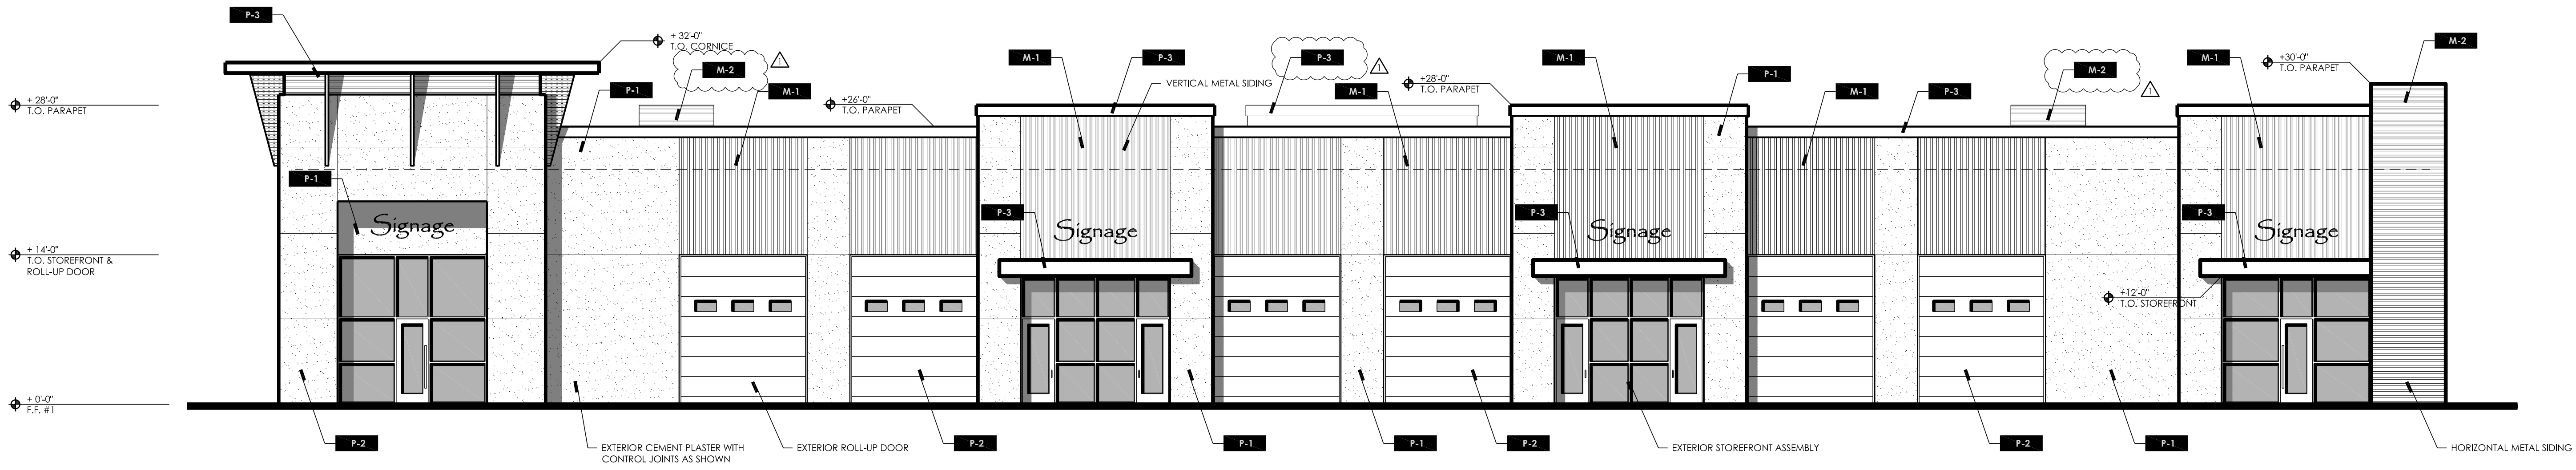 P-3
+ 32'-0"
T.O. CORNICE
M-2
1
P-1
M-1
+26'-0"
T.O. PARAPET
M-1
P-3
VERTICAL METAL SIDING
P-3
1
M-1
+28'-0"
T.O. PARAPET
M-1
P-1
M-1
P-3
M-2
1
M-1
+30'-0"
T.O. PARAPET
M-2
+ 28'-0"
T.O. PARAPET
P-1
Signage
P-3
Signage
P-3
Signage
P-3
Signage
+ 14'-0"
T.O. STOREFRONT &
ROLL-UP DOOR
+12'-0"
T.O. STOREFRONT
+ 0'-0"
F.F. #1
P-2
EXTERIOR CEMENT PLASTER WITH
CONTROL JOINTS AS SHOWN
EXTERIOR ROLL-UP DOOR
P-2
P-1
P-1
P-2
EXTERIOR STOREFRONT ASSEMBLY
P-2
P-1
HORIZONTAL METAL SIDING